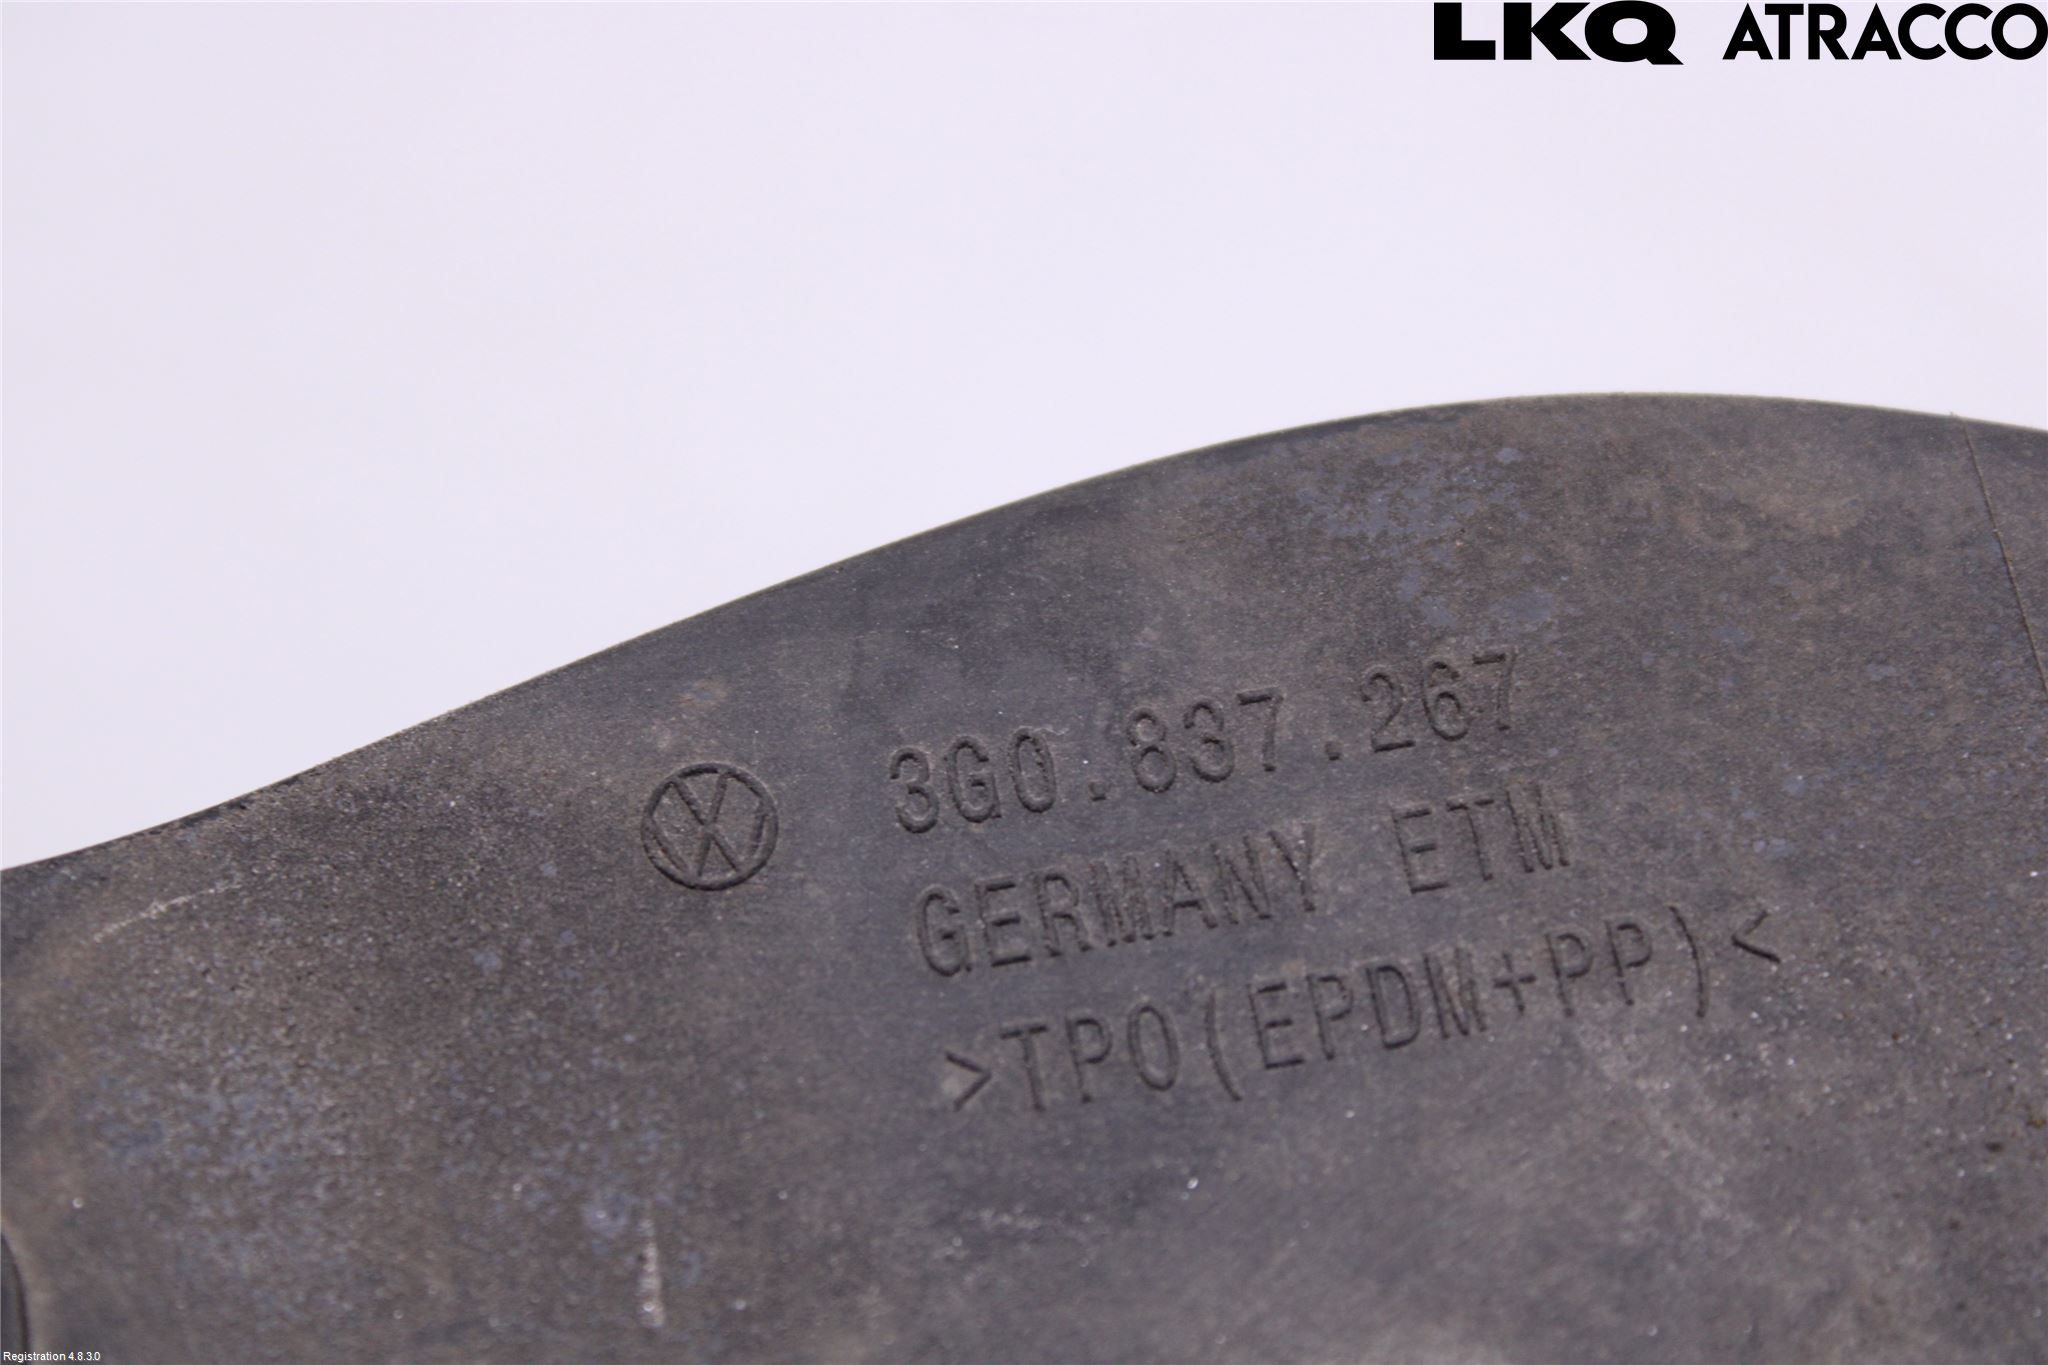 LKQ ATRACCO
3G0.837.267
GERMANY ETM
>TPO(EPDM+PP)<
Registration 4.8.3.0